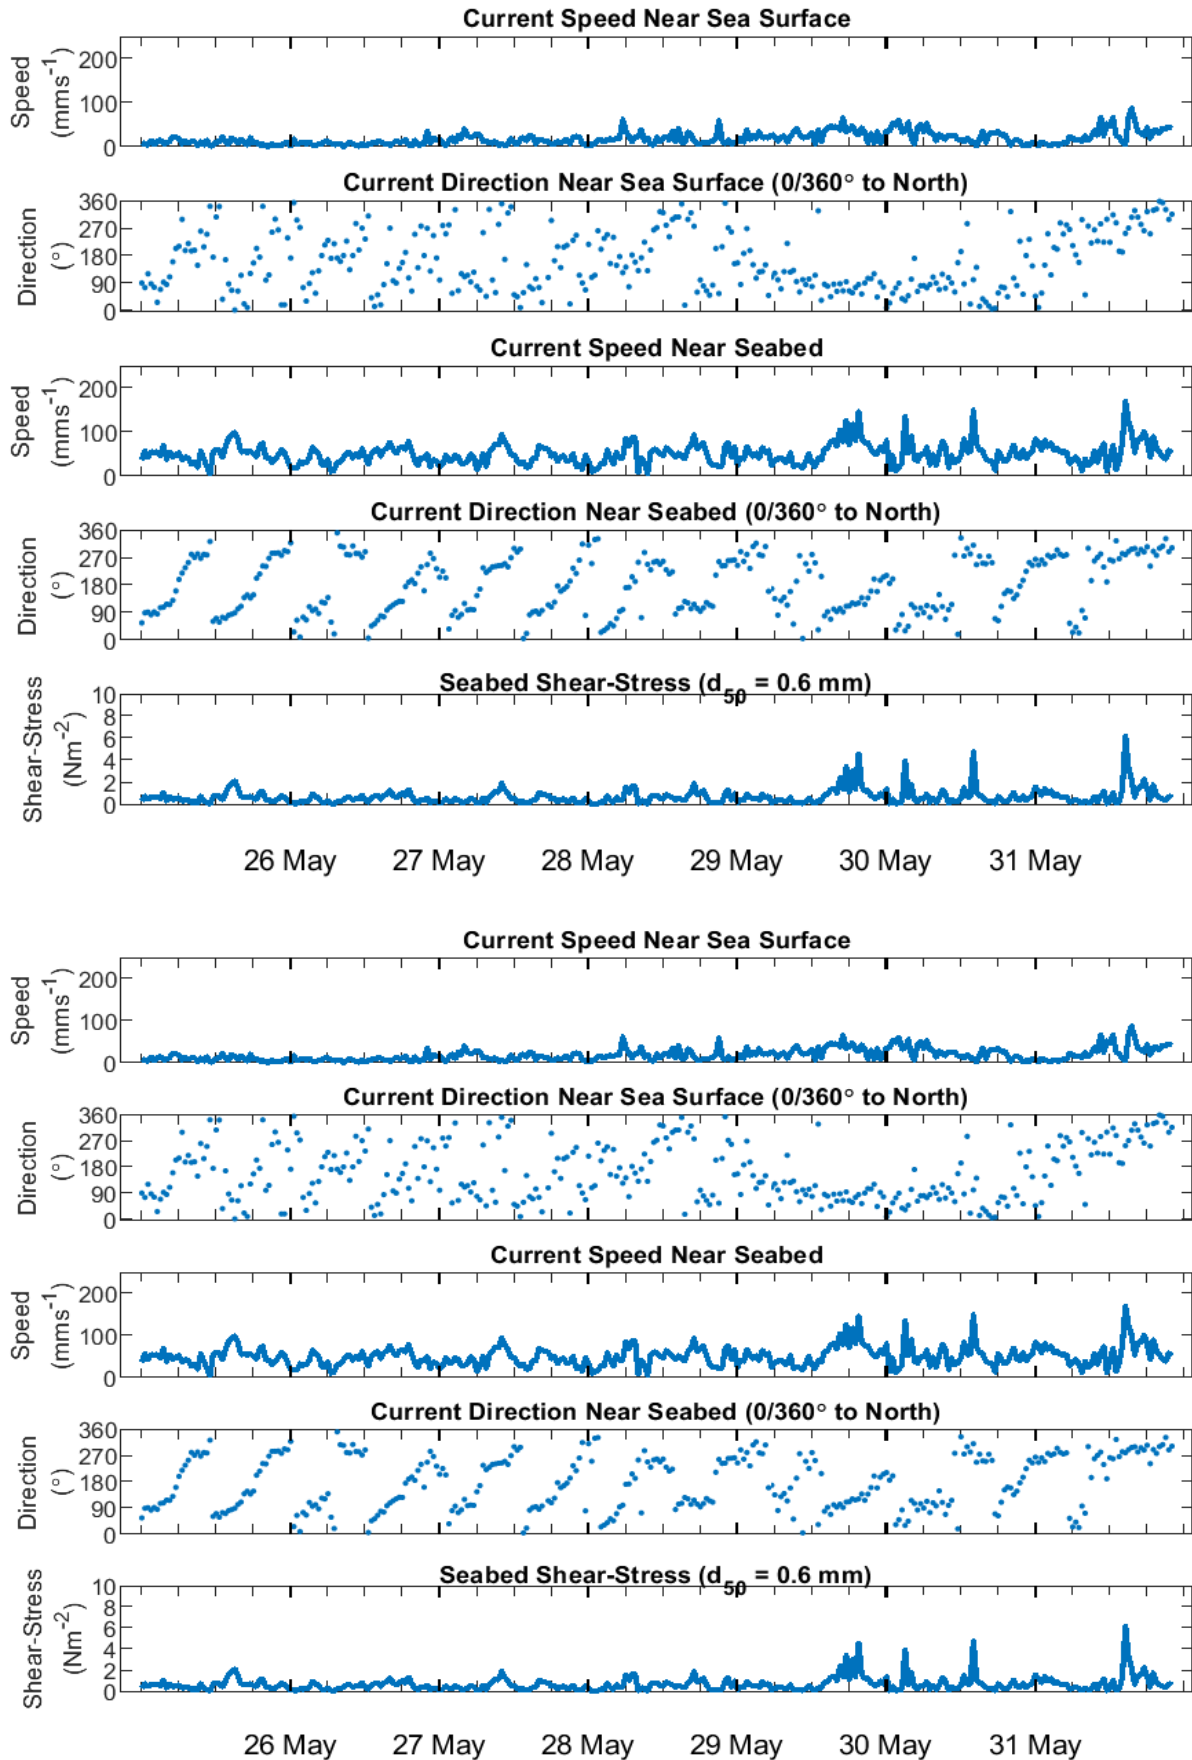 Current Speed Near Sea Surface
Speed
(mms⁻¹)
200
100
0
Current Direction Near Sea Surface (0/360° to North)
Direction
(°)
360
270
180
90
0
Current Speed Near Seabed
Speed
(mms⁻¹)
200
100
0
Current Direction Near Seabed (0/360° to North)
Direction
(°)
360
270
180
90
0
Seabed Shear-Stress (d₅₀ = 0.6 mm)
Shear-Stress
(Nm⁻²)
10
8
6
4
2
0
26 May 27 May 28 May 29 May 30 May 31 May
Current Speed Near Sea Surface
Speed
(mms⁻¹)
200
100
0
Current Direction Near Sea Surface (0/360° to North)
Direction
(°)
360
270
180
90
0
Current Speed Near Seabed
Speed
(mms⁻¹)
200
100
0
Current Direction Near Seabed (0/360° to North)
Direction
(°)
360
270
180
90
0
Seabed Shear-Stress (d₅₀ = 0.6 mm)
Shear-Stress
(Nm⁻²)
10
8
6
4
2
0
26 May 27 May 28 May 29 May 30 May 31 May